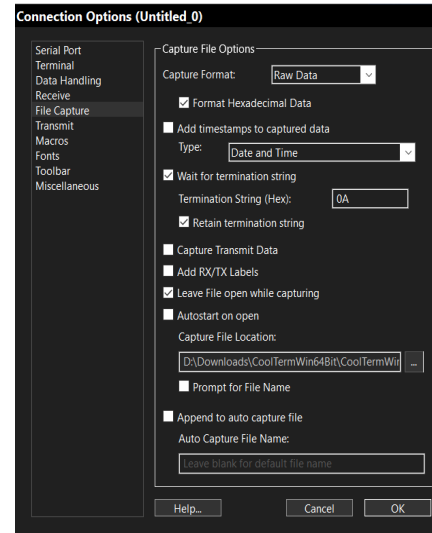 Connection Options (Untitled_0)
Serial Port
Terminal
Data Handling
Receive
File Capture
Transmit
Macros
Fonts
Toolbar
Miscellaneous
Capture File Options
Capture Format: Raw Data
Format Hexadecimal Data
Add timestamps to captured data
Type: Date and Time
Wait for termination string
Termination String (Hex): 0A
Retain termination string
Capture Transmit Data
Add RX/TX Labels
Leave File open while capturing
Autostart on open
Capture File Location:
D:\Downloads\CoolTermWin64Bit\CoolTermWin ...
Prompt for File Name
Append to auto capture file
Auto Capture File Name:
Leave blank for default file name
Help... Cancel OK